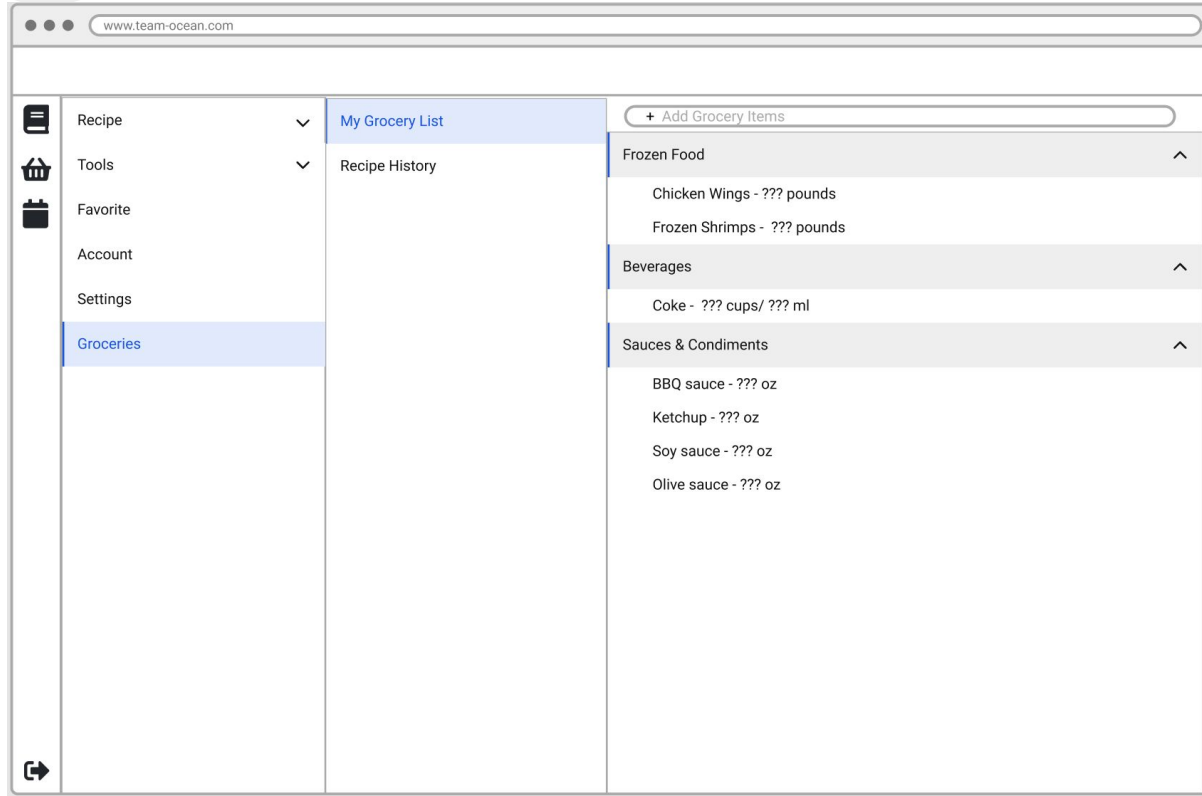 www.team-ocean.com
Recipe
Tools
Favorite
Account
Settings
Groceries
My Grocery List
Recipe History
+ Add Grocery Items
Frozen Food
Chicken Wings - ??? pounds
Frozen Shrimps - ??? pounds
Beverages
Coke - ??? cups/ ??? ml
Sauces & Condiments
BBQ sauce - ??? oz
Ketchup - ??? oz
Soy sauce - ??? oz
Olive sauce - ??? oz